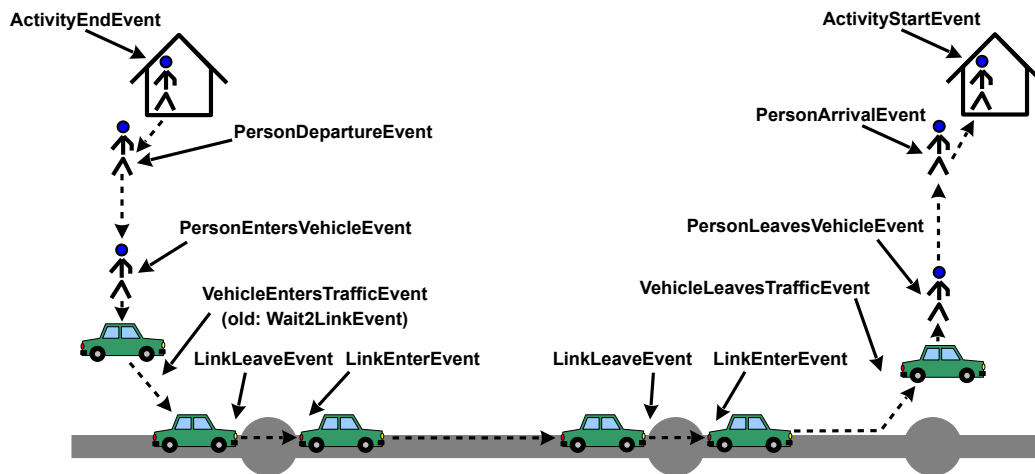 ActivityEndEvent
ActivityStartEvent
PersonDepartureEvent
PersonArrivalEvent
PersonEntersVehicleEvent
PersonLeavesVehicleEvent
VehicleEntersTrafficEvent
(old: Wait2LinkEvent)
VehicleLeavesTrafficEvent
LinkLeaveEvent
LinkEnterEvent
LinkLeaveEvent
LinkEnterEvent